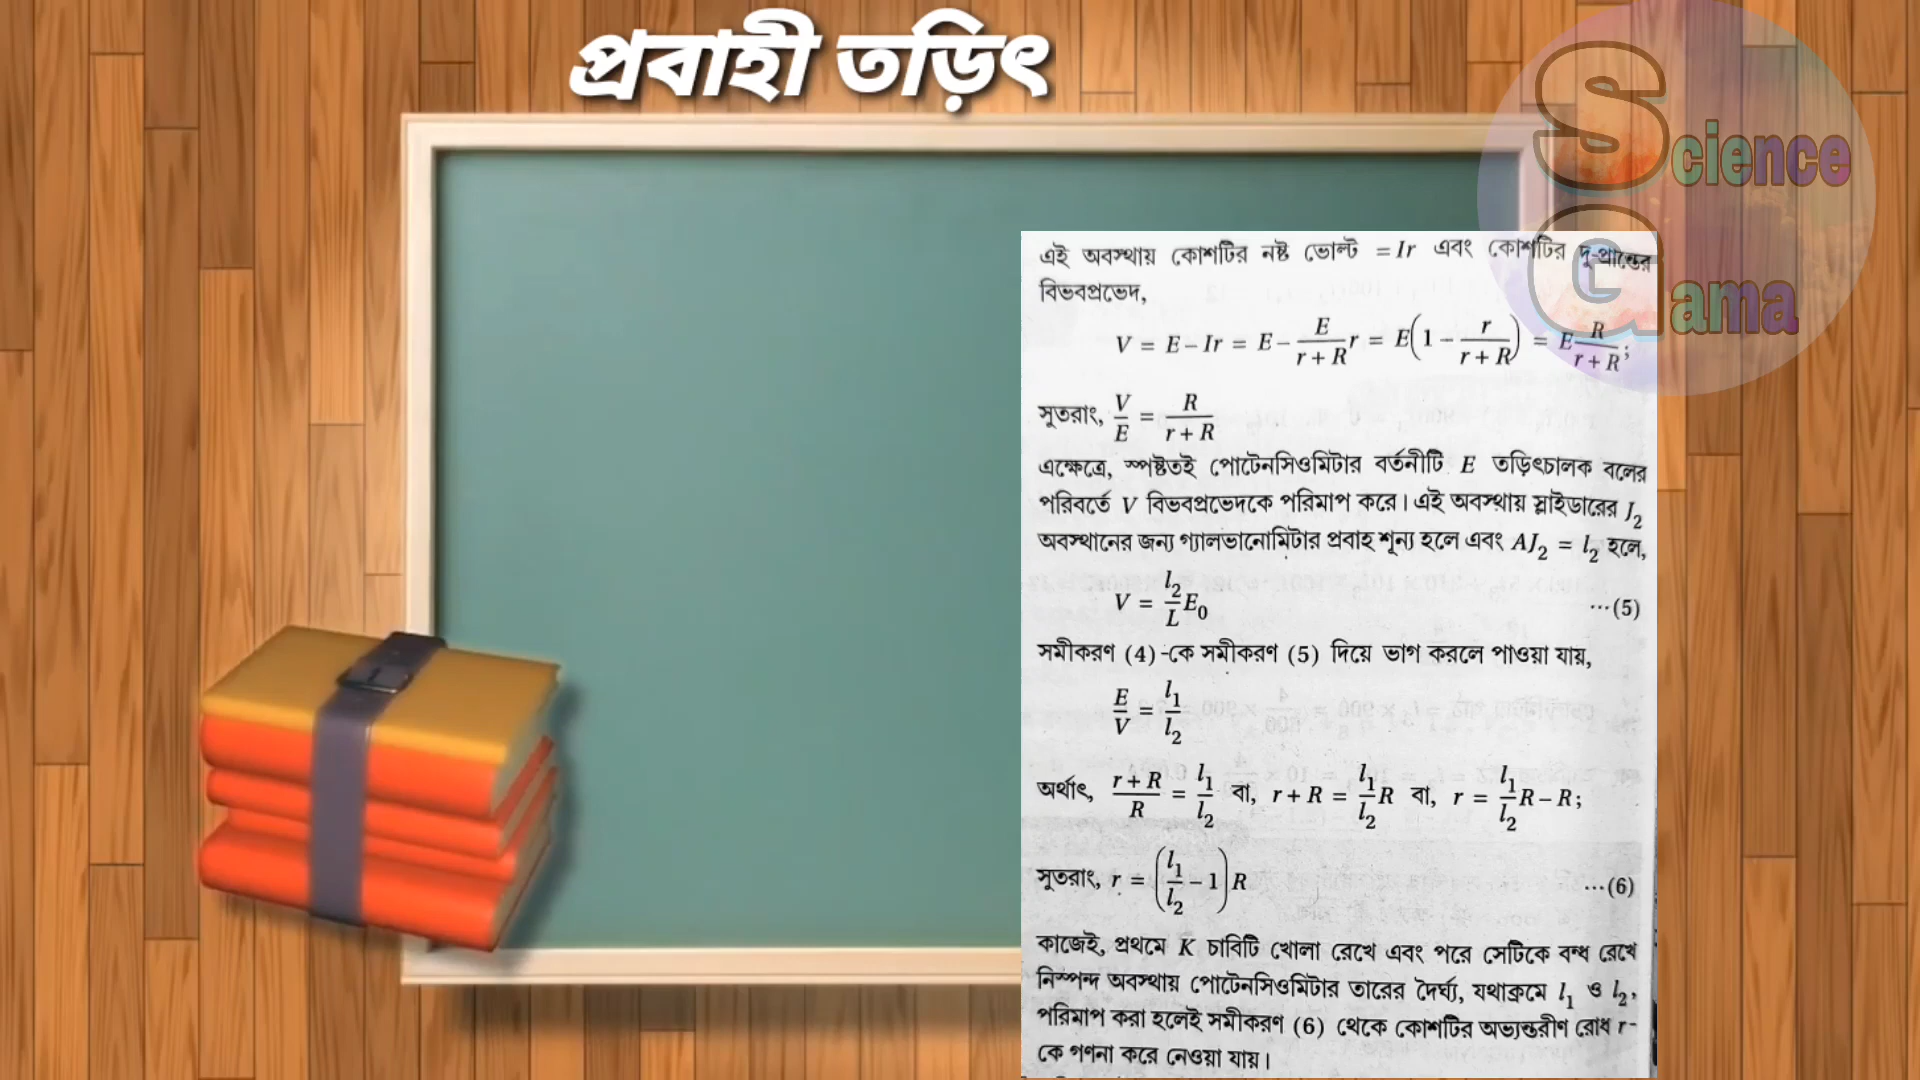 প্রবাহী তড়িৎ
Science
Gama
এই অবস্থায় কোশটির নষ্ট ভোল্ট = Ir এবং কোশটির দু-প্রান্তের
বিভবপ্রভেদ,
V = E – Ir = E – E/(r + R) r = E(1 – r/(r + R)) = E R/(r + R);
সুতরাং, V/E = R/(r + R)
এক্ষেত্রে, স্পষ্টতই পোটেনসিওমিটার বর্তনীটি E তড়িৎচালক বলের
পরিবর্তে V বিভবপ্রভেদকে পরিমাপ করে। এই অবস্থায় স্লাইডারের J₂
অবস্থানের জন্য গ্যালভানোমিটার প্রবাহ শূন্য হলে এবং AJ₂ = l₂ হলে,
V = l₂/L E₀ ···(5)
সমীকরণ (4)-কে সমীকরণ (5) দিয়ে ভাগ করলে পাওয়া যায়,
E/V = l₁/l₂
অর্থাৎ, (r + R)/R = l₁/l₂ বা, r + R = l₁/l₂ R বা, r = l₁/l₂ R – R;
সুতরাং, r = (l₁/l₂ – 1) R ···(6)
কাজেই, প্রথমে K চাবিটি খোলা রেখে এবং পরে সেটিকে বন্ধ রেখে
নিস্পন্দ অবস্থায় পোটেনসিওমিটার তারের দৈর্ঘ্য, যথাক্রমে l₁ ও l₂,
পরিমাপ করা হলেই সমীকরণ (6) থেকে কোশটির অভ্যন্তরীণ রোধ r-
কে গণনা করে নেওয়া যায়।